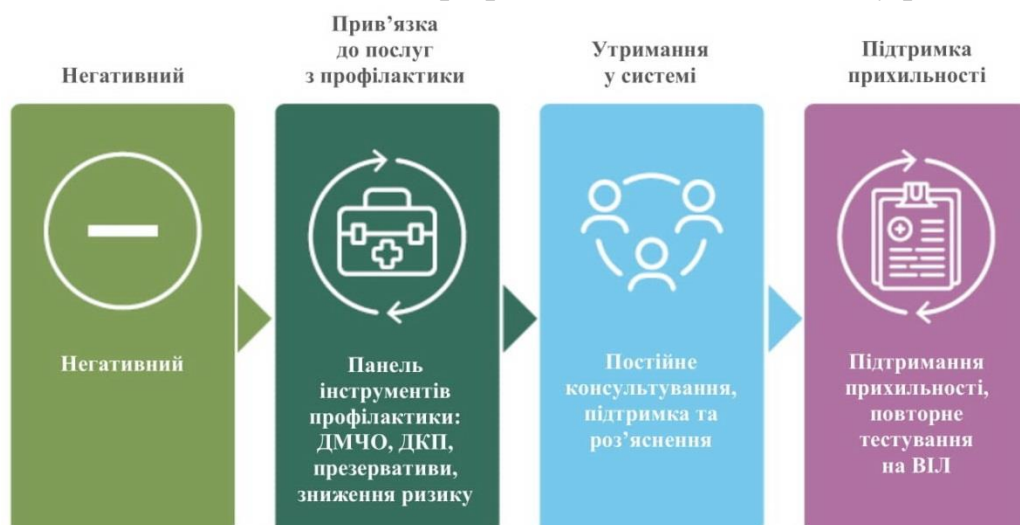 Негативний
Прив’язка
до послуг
з профілактики
Утримання
у системі
Підтримка
прихильності
Негативний
Панель
інструментів
профілактики:
ДМЧО, ДКП,
презервативи,
зниження ризику
Постійне
консультування,
підтримка та
роз’яснення
Підтримання
прихильності,
повторне
тестування
на ВІЛ